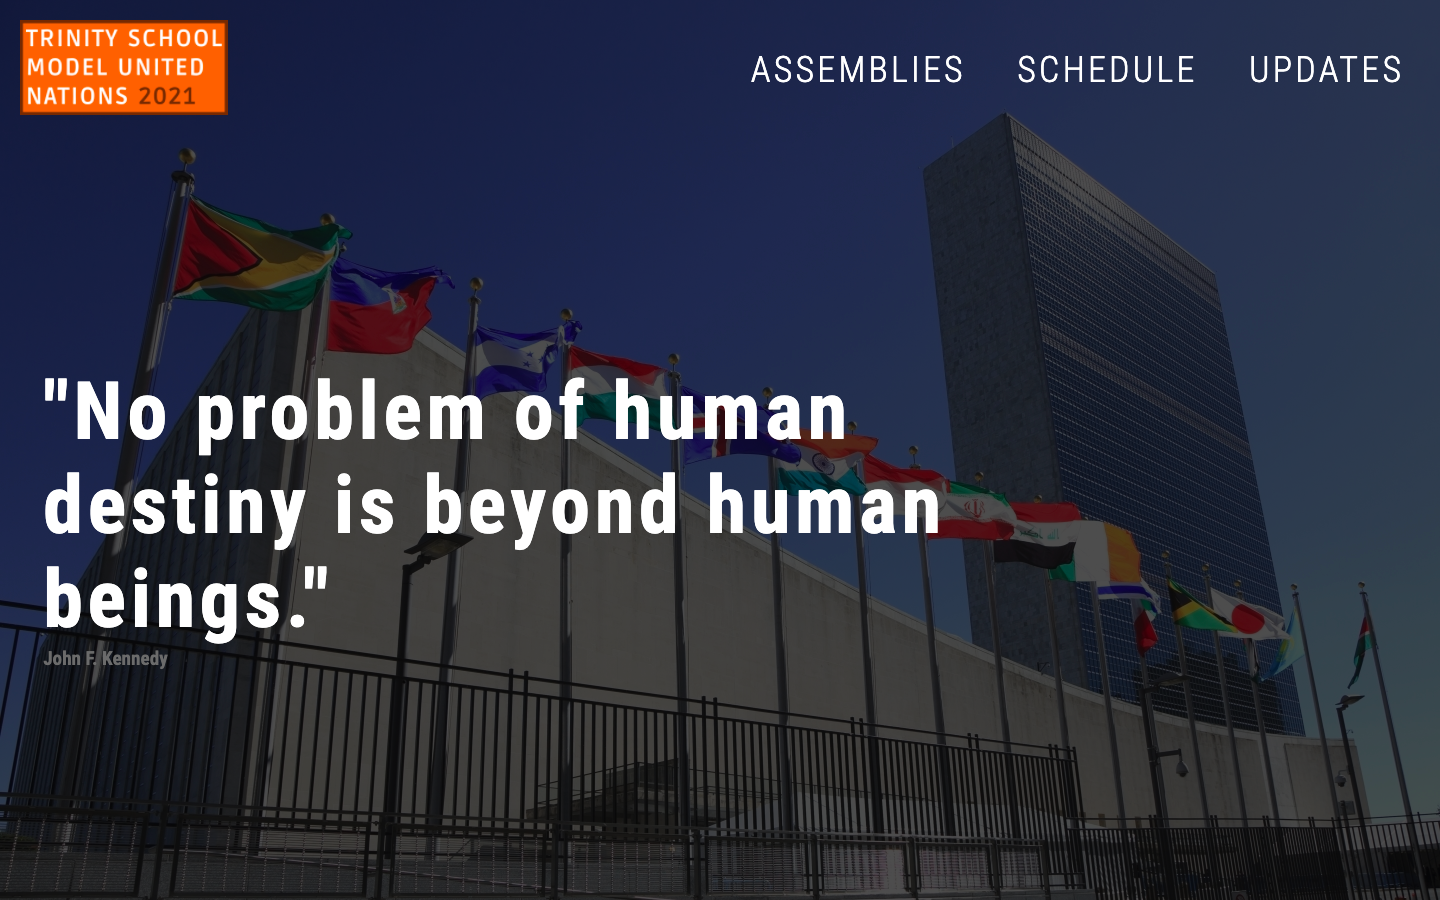 TRINITY SCHOOL
MODEL UNITED
NATIONS 2021
ASSEMBLIES SCHEDULE UPDATES
"No problem of human
destiny is beyond human
beings."
John F. Kennedy